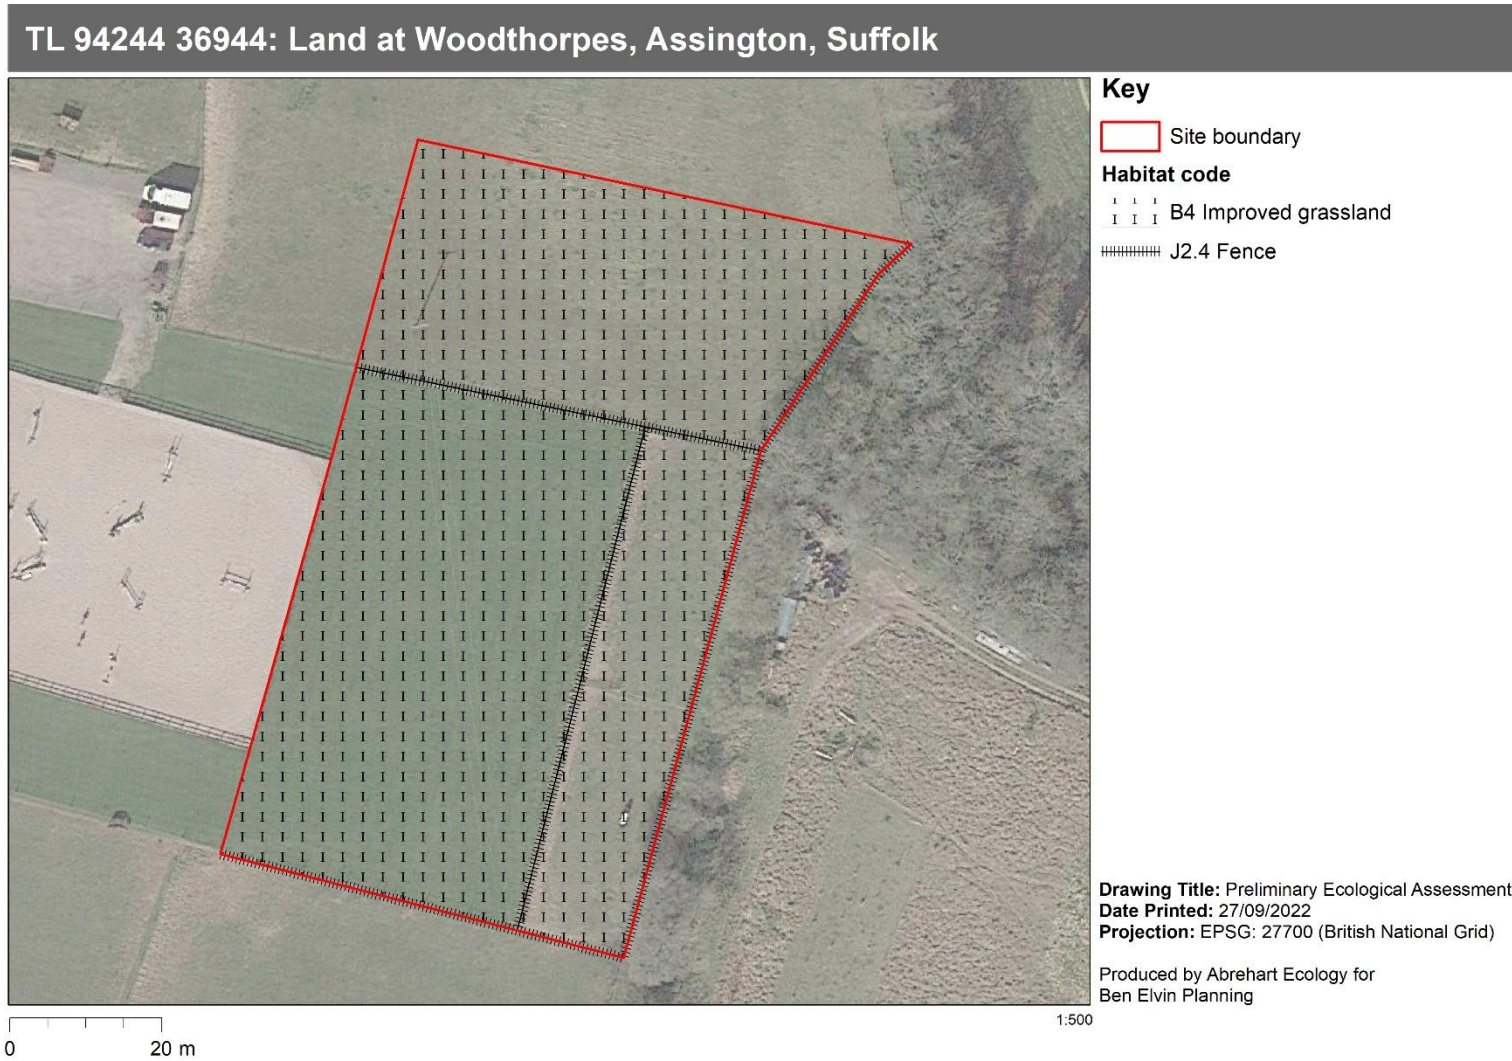 TL 94244 36944: Land at Woodthorpes, Assington, Suffolk
Key
Site boundary
Habitat code
B4 Improved grassland
J2.4 Fence
Drawing Title: Preliminary Ecological Assessment
Date Printed: 27/09/2022
Projection: EPSG: 27700 (British National Grid)
Produced by Abrehart Ecology for
Ben Elvin Planning
1:500
0 20 m